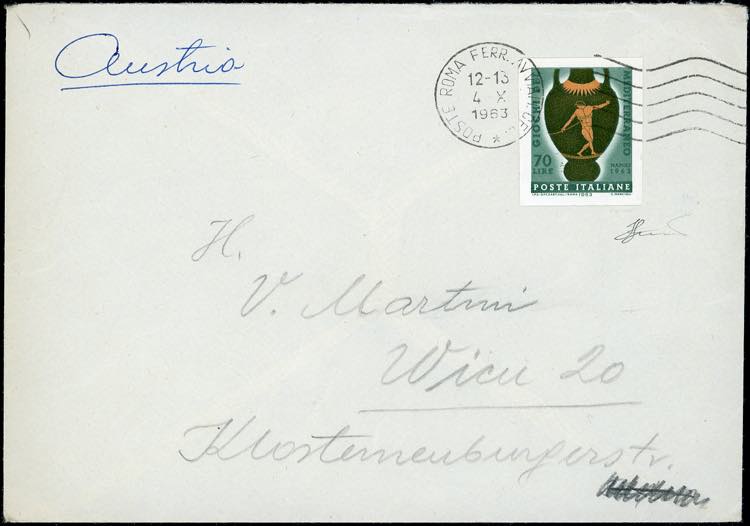 Austria
POSTE ROMA FERR.
12-13
4 X
1963
GIOCHI DEL
MEDITERRANEO
70
LIRE
NAPOLI
1963
POSTE ITALIANE
1963
H.
V. Martini
Wien 20
Klosterneuburgerstr.